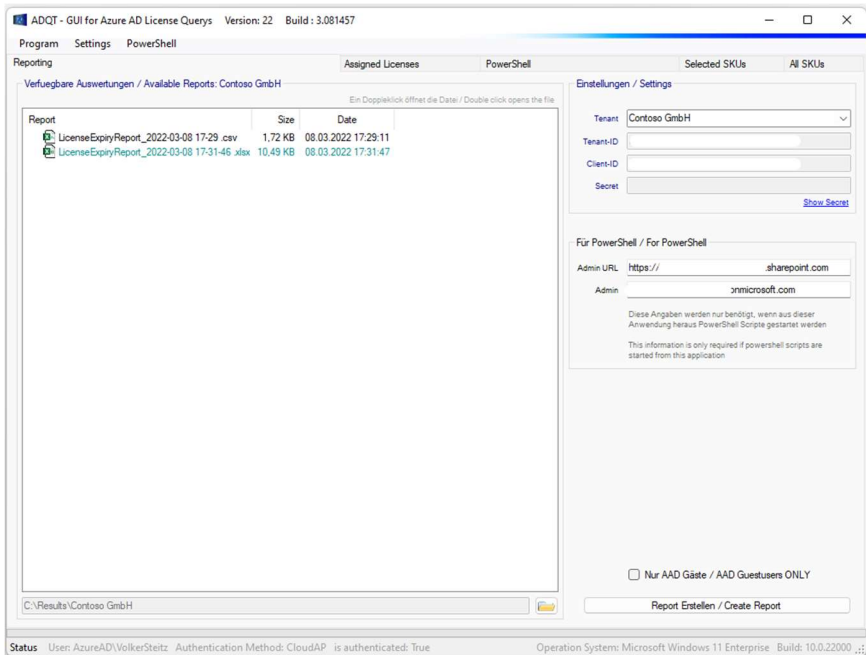 ADQT - GUI for Azure AD License Querys Version: 22 Build : 3.081457
Program Settings PowerShell
Reporting Assigned Licenses PowerShell Selected SKUs All SKUs
Verfuegbare Auswertungen / Available Reports: Contoso GmbH
Ein Doppleklick öffnet die Datei / Double click opens the file
Report Size Date
LicenseExpiryReport_2022-03-08 17-29 .csv 1,72 KB 08.03.2022 17:29:11
LicenseExpiryReport_2022-03-08 17-31-46 .xlsx 10,49 KB 08.03.2022 17:31:47
C:\Results\Contoso GmbH
Einstellungen / Settings
Tenant Contoso GmbH
Tenant-ID
Client-ID
Secret
Show Secret
Für PowerShell / For PowerShell
Admin URL https:// .sharepoint.com
Admin onmicrosoft.com
Diese Angaben werden nur benötigt, wenn aus dieser
Anwendung heraus PowerShell Scripte gestartet werden
This information is only required if powershell scripts are
started from this application
Nur AAD Gäste / AAD Guestusers ONLY
Report Erstellen / Create Report
Status User: AzureAD\VolkerSteitz Authentication Method: CloudAP is authenticated: True Operation System: Microsoft Windows 11 Enterprise Build: 10.0.22000